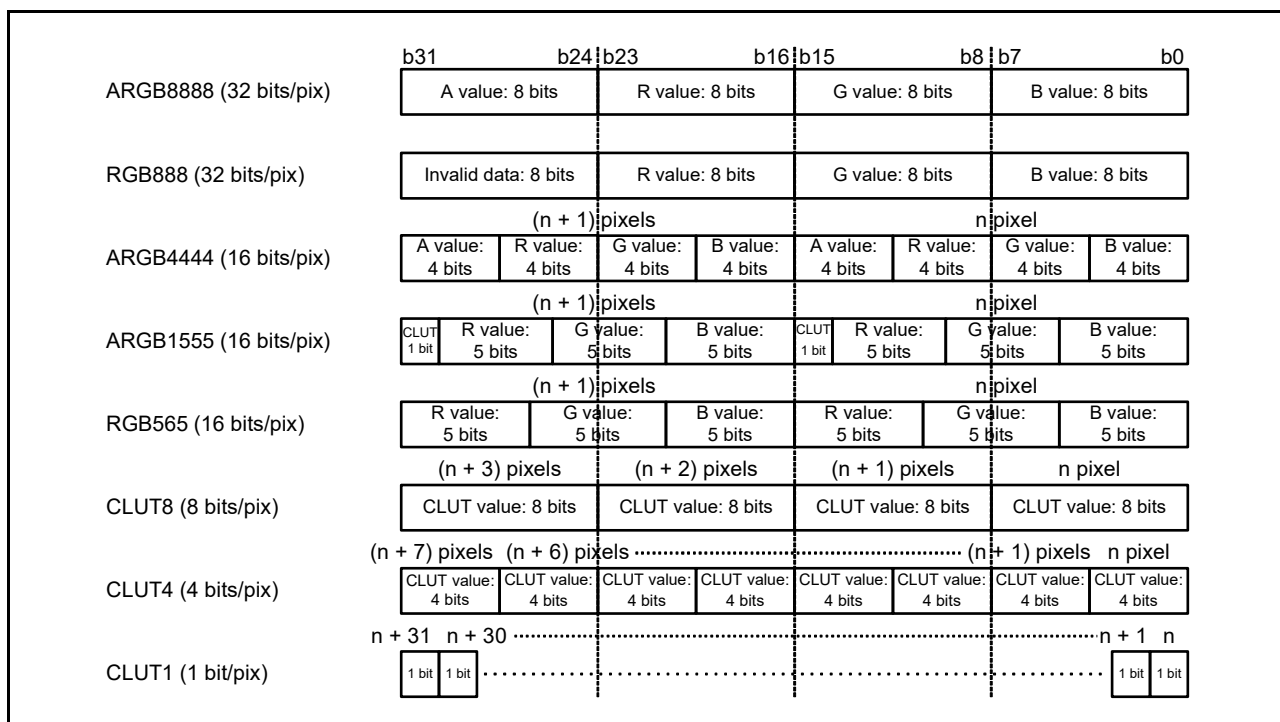 b31 b24 b23 b16 b15 b8 b7 b0
ARGB8888 (32 bits/pix) A value: 8 bits R value: 8 bits G value: 8 bits B value: 8 bits
RGB888 (32 bits/pix) Invalid data: 8 bits R value: 8 bits G value: 8 bits B value: 8 bits
(n + 1) pixels n pixel
A value: R value: G value: B value: A value: R value: G value: B value:
ARGB4444 (16 bits/pix)
4 bits 4 bits 4 bits 4 bits 4 bits 4 bits 4 bits 4 bits
(n + 1) pixels n pixel
CLUT R value: G value: B value: CLUT R value: G value: B value:
ARGB1555 (16 bits/pix)
1 bit 5 bits 5 bits 5 bits 1 bit 5 bits 5 bits 5 bits
(n + 1) pixels n pixel
R value: G value: B value: R value: G value: B value:
RGB565 (16 bits/pix)
5 bits 5 bits 5 bits 5 bits 5 bits 5 bits
(n + 3) pixels (n + 2) pixels (n + 1) pixels n pixel
CLUT8 (8 bits/pix) CLUT value: 8 bits CLUT value: 8 bits CLUT value: 8 bits CLUT value: 8 bits
(n + 7) pixels (n + 6) pixels (n + 1) pixels n pixel
CLUT value: CLUT value: CLUT value: CLUT value: CLUT value: CLUT value: CLUT value: CLUT value:
CLUT4 (4 bits/pix)
4 bits 4 bits 4 bits 4 bits 4 bits 4 bits 4 bits 4 bits
n + 31 n + 30 n + 1 n
CLUT1 (1 bit/pix) 1 bit 1 bit 1 bit 1 bit